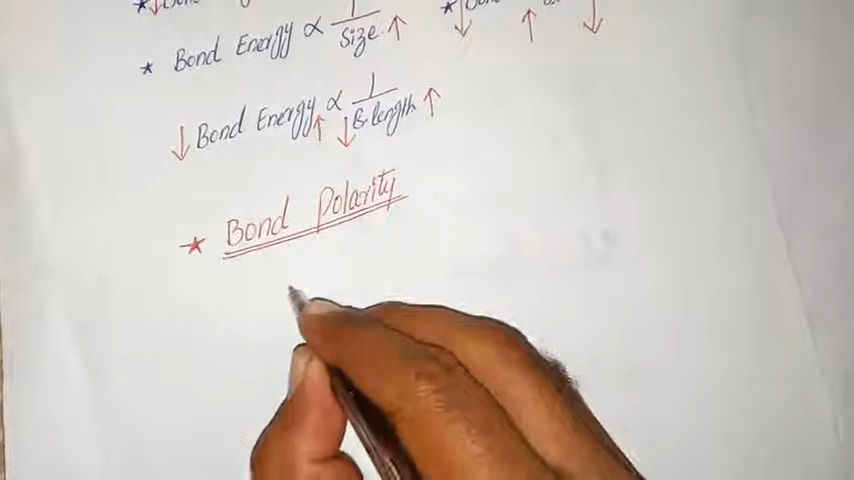 * Bond Energy ∝ 1/Size ↑
↓ Bond Energy ↑ ∝ 1/↓ B·length ↑
* Bond Polarity